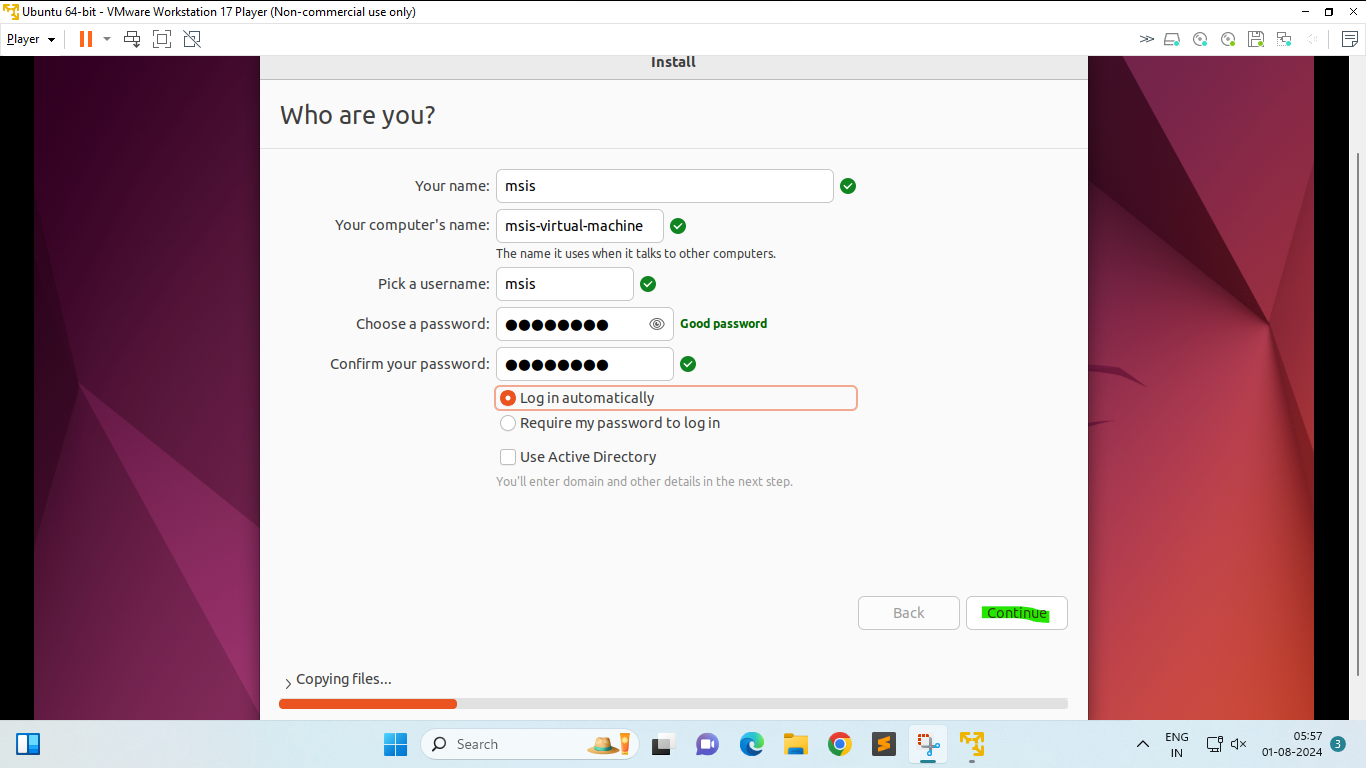 Ubuntu 64-bit - VMware Workstation 17 Player (Non-commercial use only)
Player
Install
Who are you?
Your name: msis
Your computer's name: msis-virtual-machine
The name it uses when it talks to other computers.
Pick a username: msis
Choose a password: ●●●●●●●● Good password
Confirm your password: ●●●●●●●●
Log in automatically
Require my password to log in
Use Active Directory
You'll enter domain and other details in the next step.
Back Continue
Copying files...
Search
ENG
IN
05:57
01-08-2024
3